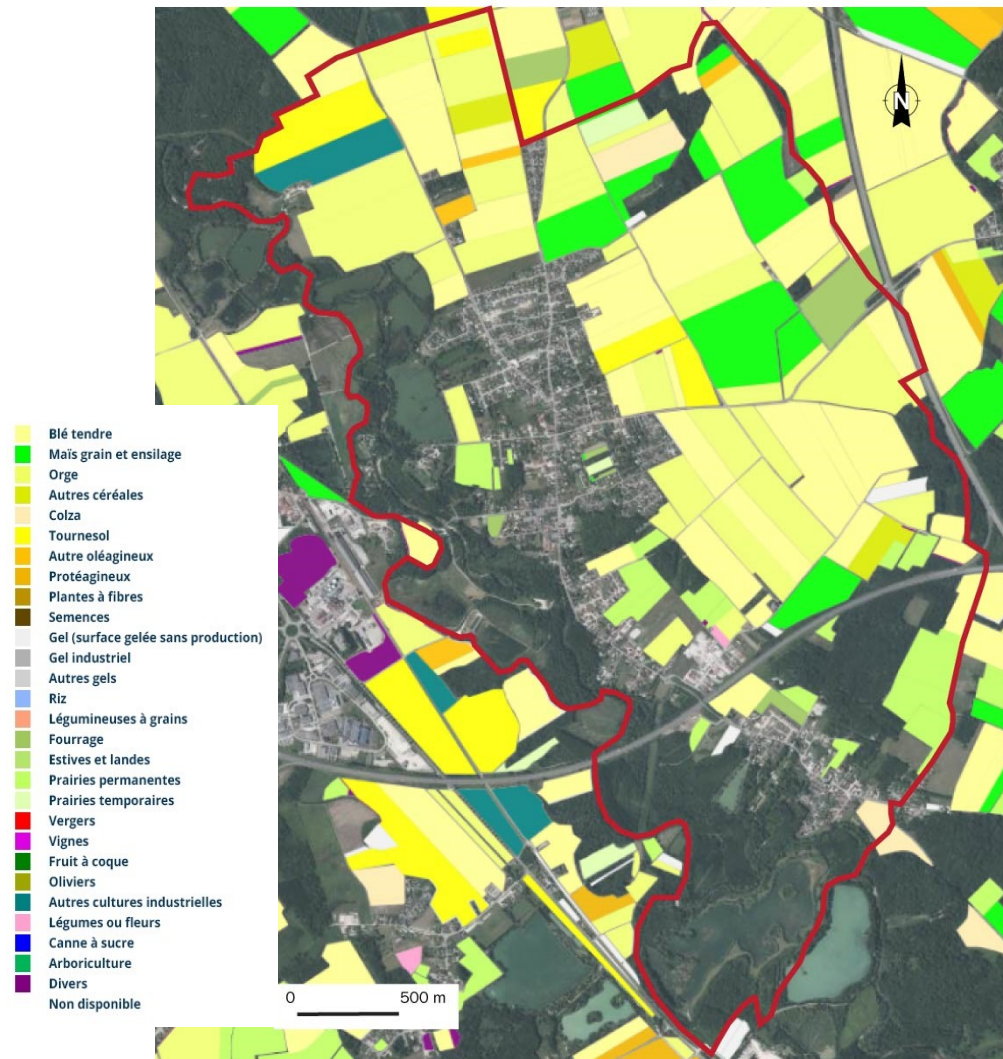 N
Blé tendre
Maïs grain et ensilage
Orge
Autres céréales
Colza
Tournesol
Autre oléagineux
Protéagineux
Plantes à fibres
Semences
Gel (surface gelée sans production)
Gel industriel
Autres gels
Riz
Légumineuses à grains
Fourrage
Estives et landes
Prairies permanentes
Prairies temporaires
Vergers
Vignes
Fruit à coque
Oliviers
Autres cultures industrielles
Légumes ou fleurs
Canne à sucre
Arboriculture
Divers
Non disponible
0 500 m